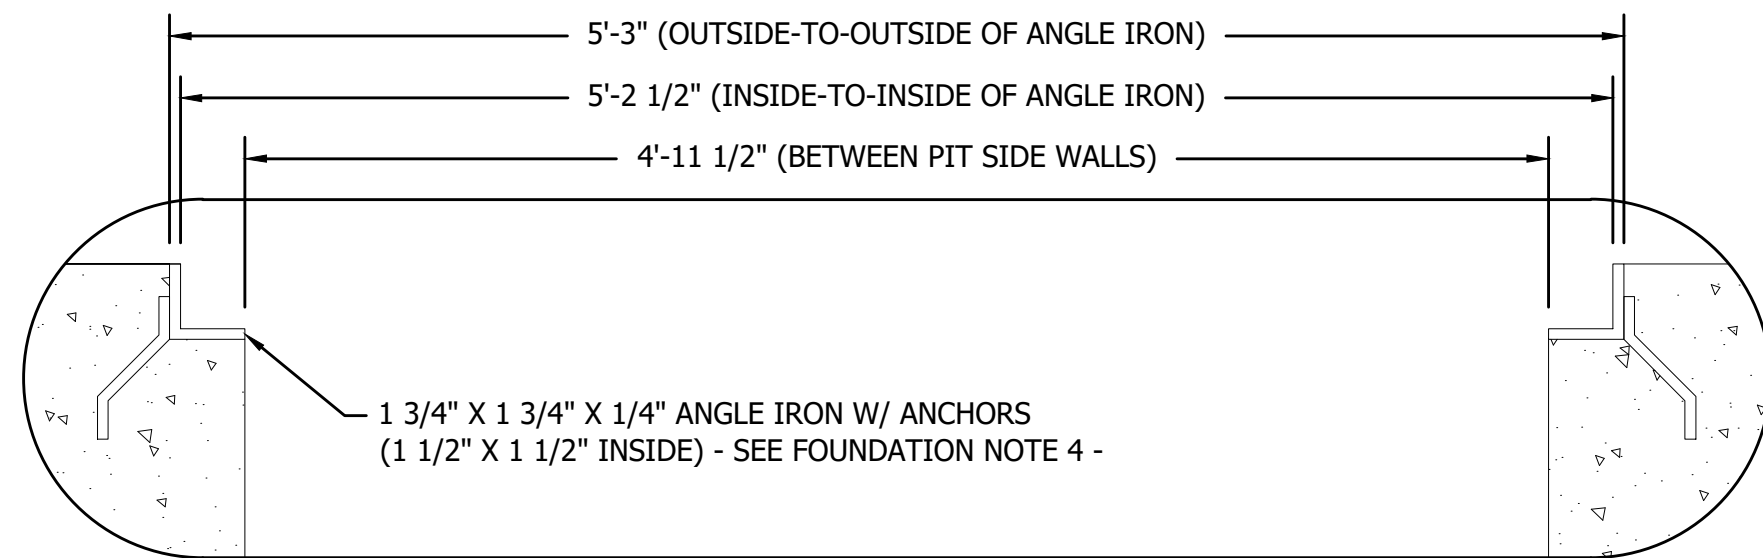 5'-3" (OUTSIDE-TO-OUTSIDE OF ANGLE IRON)
5'-2 1/2" (INSIDE-TO-INSIDE OF ANGLE IRON)
4'-11 1/2" (BETWEEN PIT SIDE WALLS)
1 3/4" X 1 3/4" X 1/4" ANGLE IRON W/ ANCHORS
(1 1/2" X 1 1/2" INSIDE) - SEE FOUNDATION NOTE 4 -